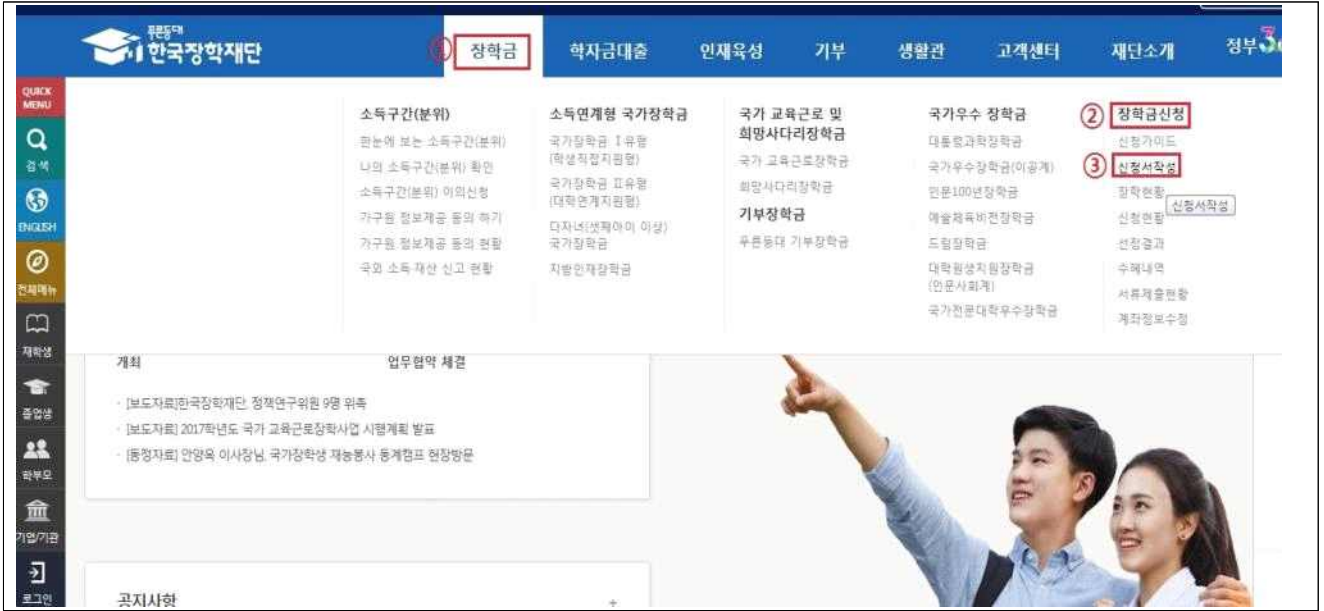 푸른등대
한국장학재단
① 장학금
학자금대출
인재육성
기부
생활관
고객센터
재단소개
정부3
QUICK
MENU
검색
ENGLISH
전체메뉴
재학생
졸업생
학부모
기업/기관
로그인
소득구간(분위)
한눈에 보는 소득구간(분위)
나의 소득구간(분위) 확인
소득구간(분위) 이의신청
가구원 정보제공 동의 하기
가구원 정보제공 동의 현황
국외 소득·재산 신고 현황
소득연계형 국가장학금
국가장학금 Ⅰ유형
(학생직접지원형)
국가장학금 Ⅱ유형
(대학연계지원형)
다자녀(셋째아이 이상)
국가장학금
지방인재장학금
국가 교육근로 및
희망사다리장학금
국가 교육근로장학금
희망사다리장학금
기부장학금
푸른등대 기부장학금
국가우수 장학금
대통령과학장학금
국가우수장학금(이공계)
인문100년장학금
예술체육비전장학금
드림장학금
대학원생지원장학금
(인문사회계)
국가전문대학우수장학금
② 장학금신청
신청가이드
③ 신청서작성
장학현황
신청서작성
신청현황
선정결과
수혜내역
서류제출현황
계좌정보수정
개최
업무협약 체결
· [보도자료]한국장학재단, 정책연구위원 9명 위촉
· [보도자료] 2017학년도 국가 교육근로장학사업 시행계획 발표
· [동정자료] 안양옥 이사장님, 국가장학생 재능봉사 동계캠프 현장방문
공지사항 +